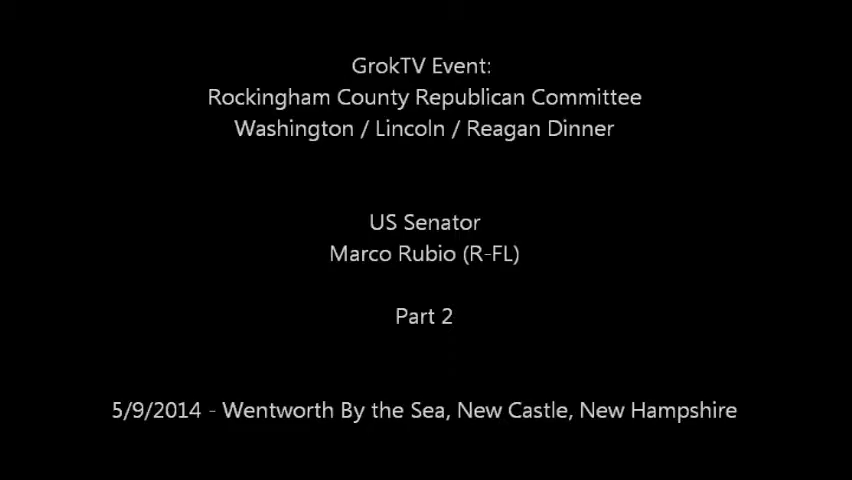 GrokTV Event:
Rockingham County Republican Committee
Washington / Lincoln / Reagan Dinner
US Senator
Marco Rubio (R-FL)
Part 2
5/9/2014 - Wentworth By the Sea, New Castle, New Hampshire